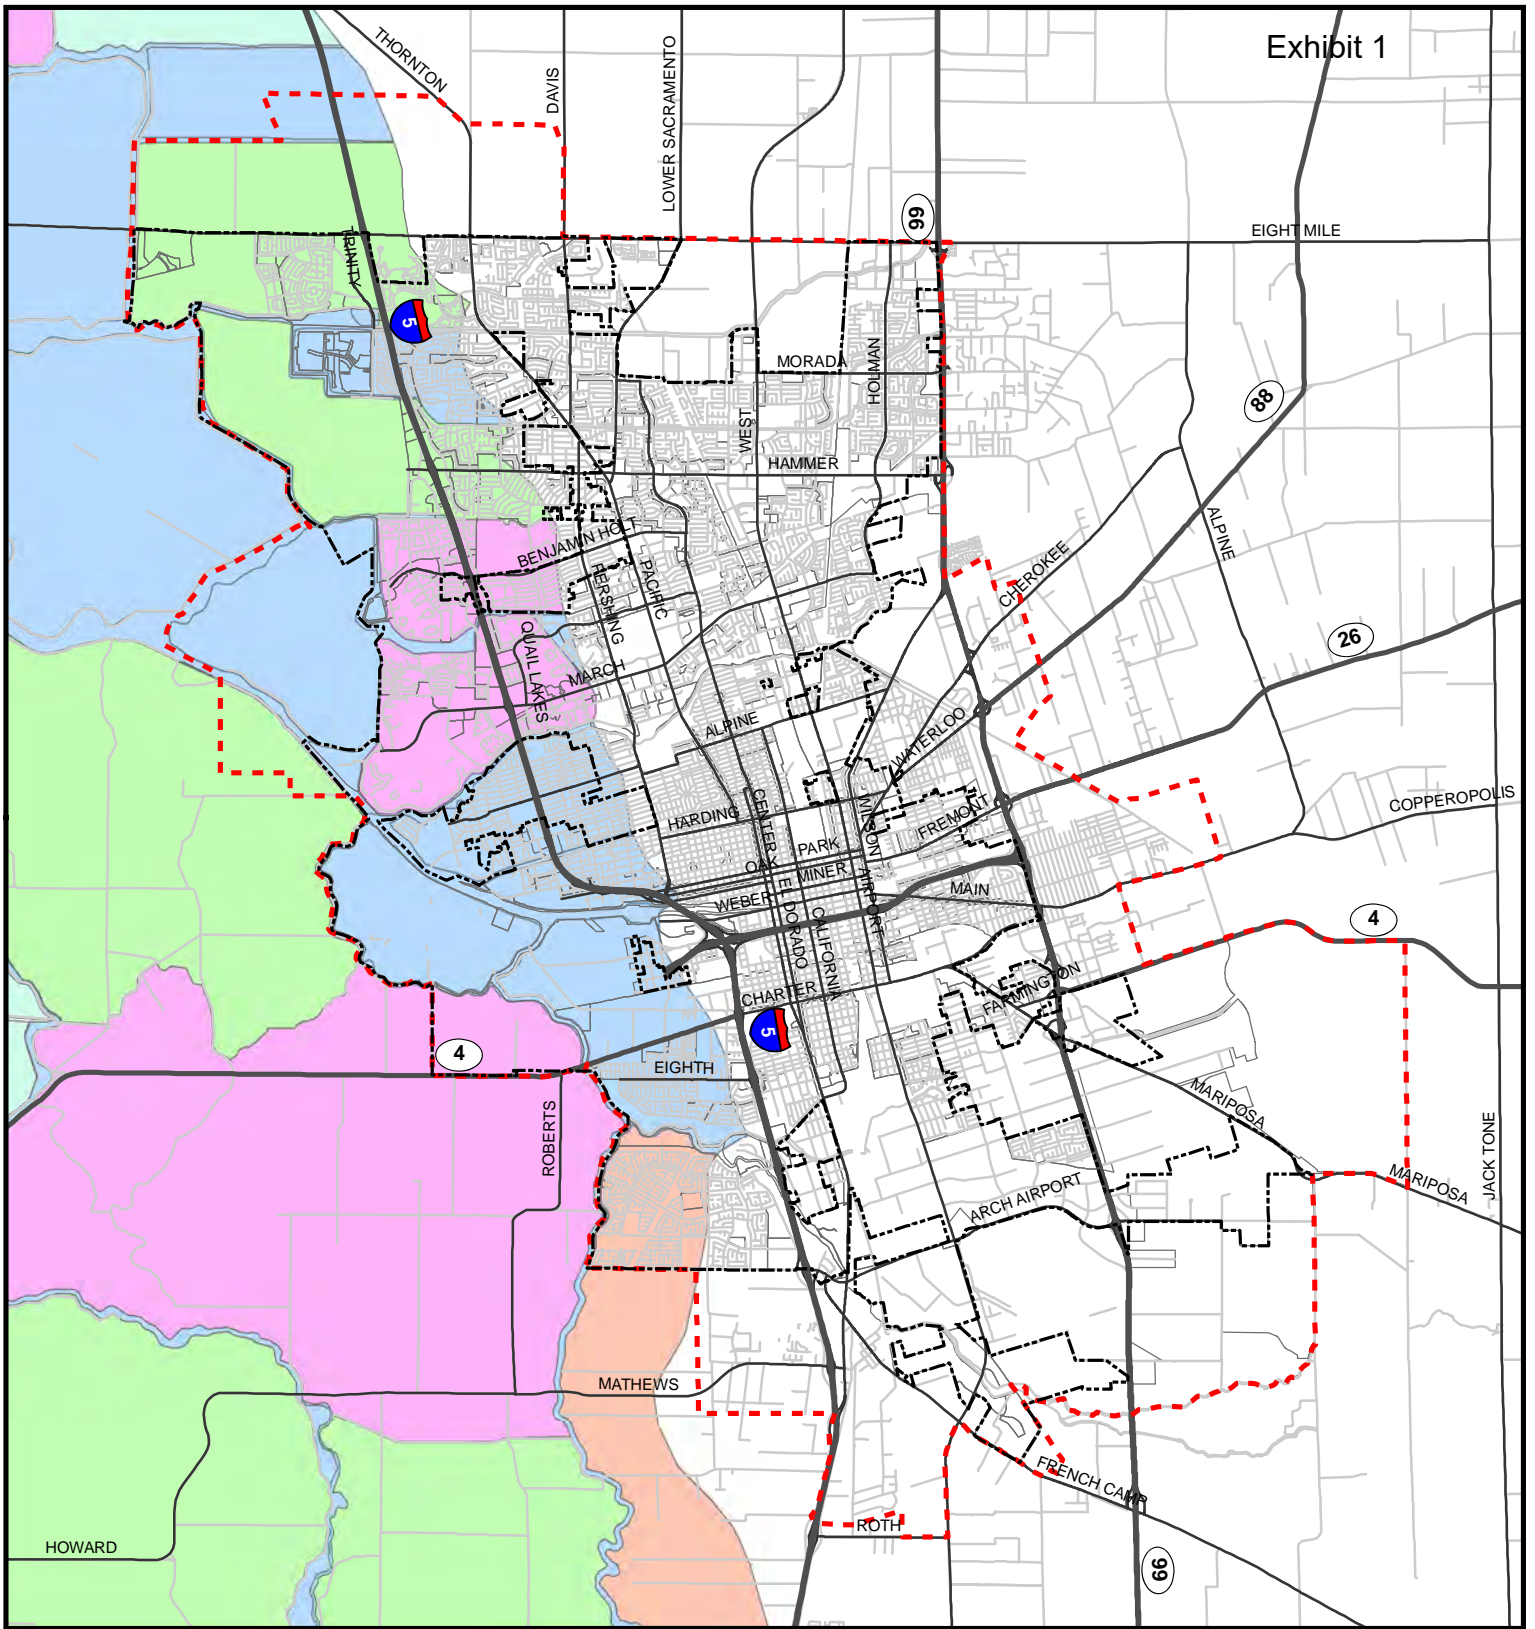 Exhibit 1
THORNTON
DAVIS
LOWER SACRAMENTO
99
EIGHT MILE
TRINITY
5
MORADA
HOLMAN
88
WEST
HAMMER
ALPINE
BENJAMIN HOLT
PERSHING
PACIFIC
CHEROKEE
26
QUAIL LAKES
MARCH
ALPINE
WATERLOO
COPPEROPOLIS
CENTER
HARDING
WILSON
FREMONT
PARK
OAK
MINER
AIRPORT
MAIN
WEBER
EL DORADO
CALIFORNIA
4
CHARTER
FARMINGTON
5
4
EIGHTH
MARIPOSA
ROBERTS
JACK TONE
MARIPOSA
ARCH AIRPORT
MATHEWS
FRENCH CAMP
ROTH
HOWARD
99